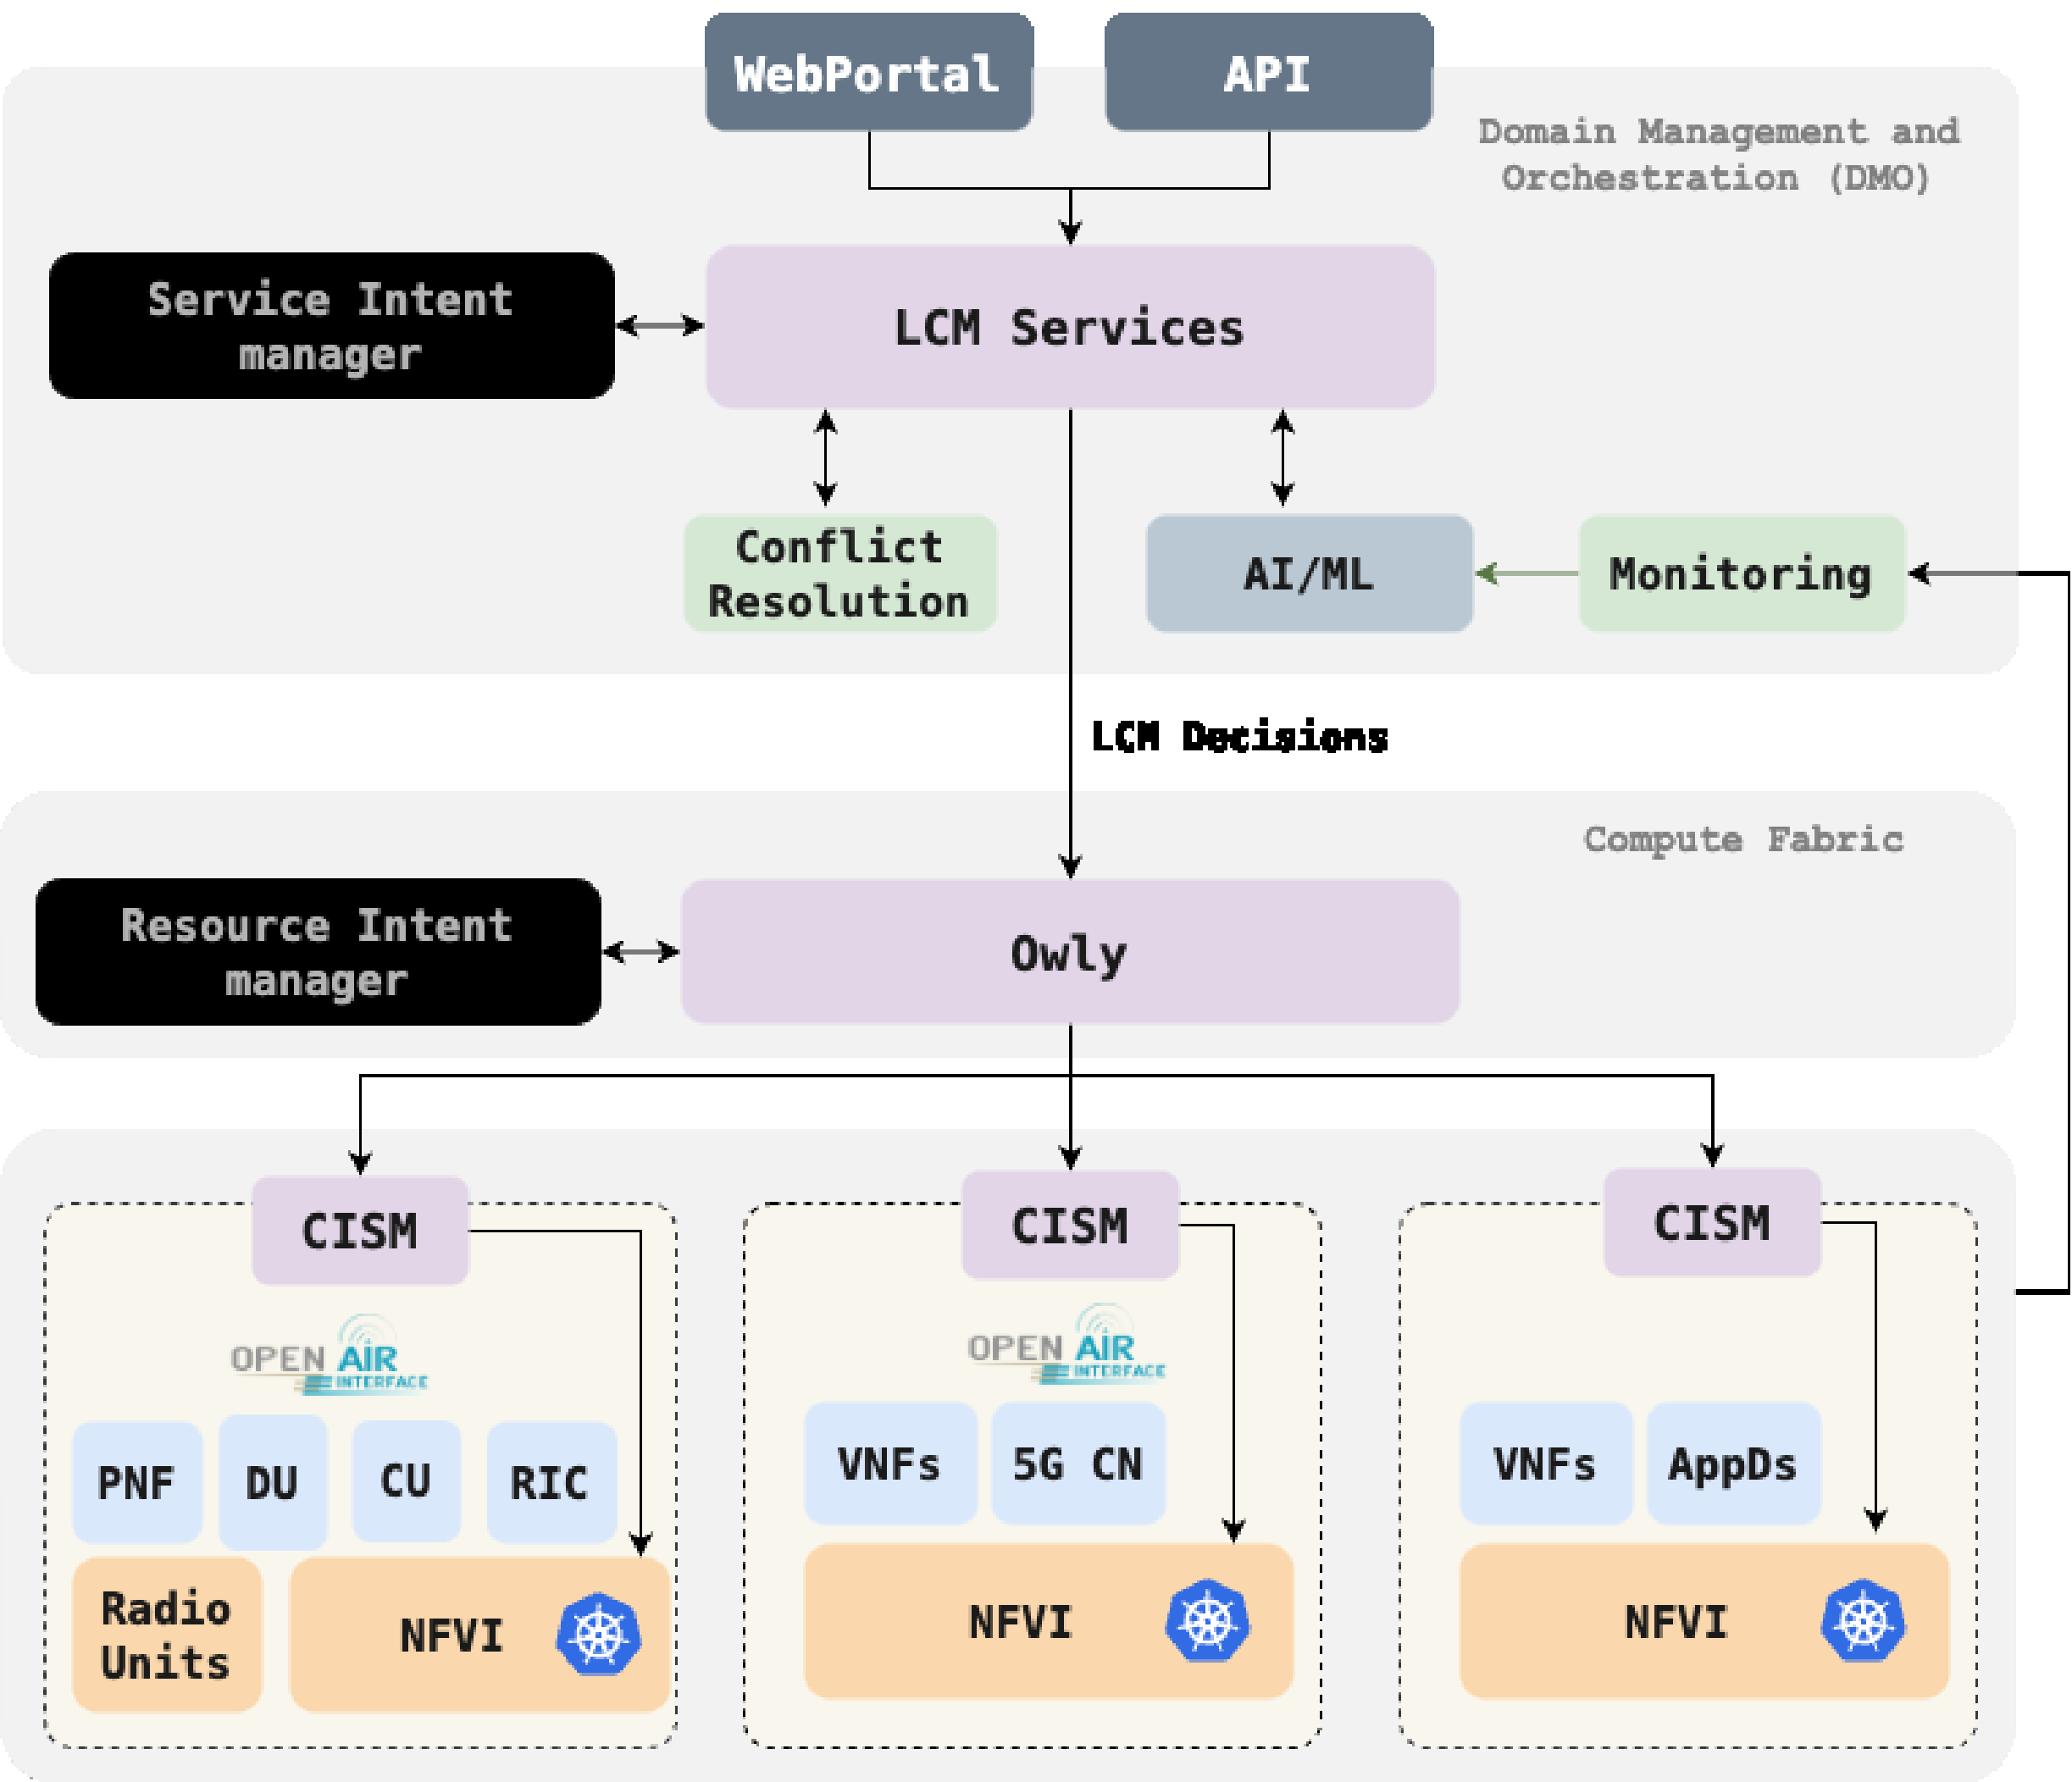 WebPortal
API
Domain Management and
Orchestration (DMO)
Service Intent
manager
LCM Services
Conflict
Resolution
AI/ML
Monitoring
LCM Decisions
Compute Fabric
Resource Intent
manager
Owly
CISM
CISM
CISM
OPEN AIR
INTERFACE
OPEN AIR
INTERFACE
PNF
DU
CU
RIC
VNFs
5G CN
VNFs
AppDs
Radio
Units
NFVI
NFVI
NFVI